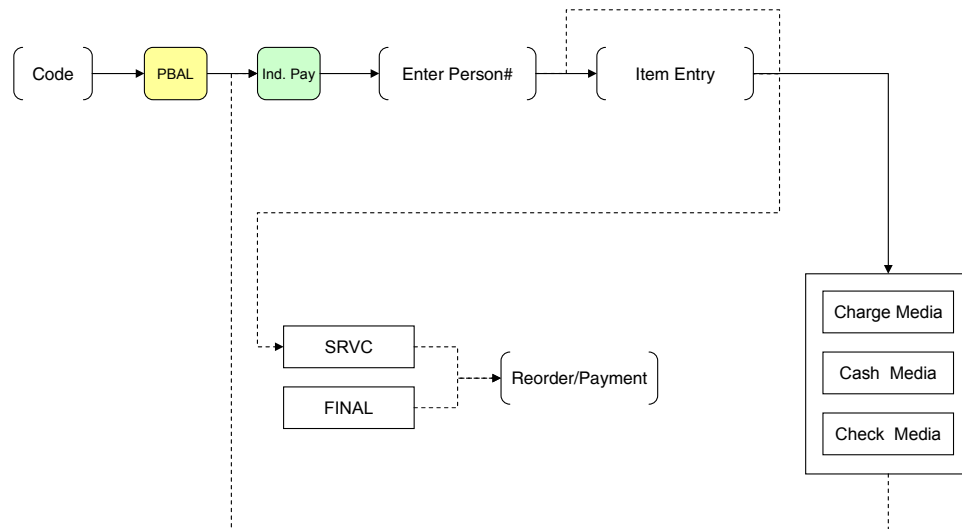 Code
PBAL
Ind. Pay
Enter Person#
Item Entry
Charge Media
SRVC
Cash Media
Reorder/Payment
FINAL
Check Media